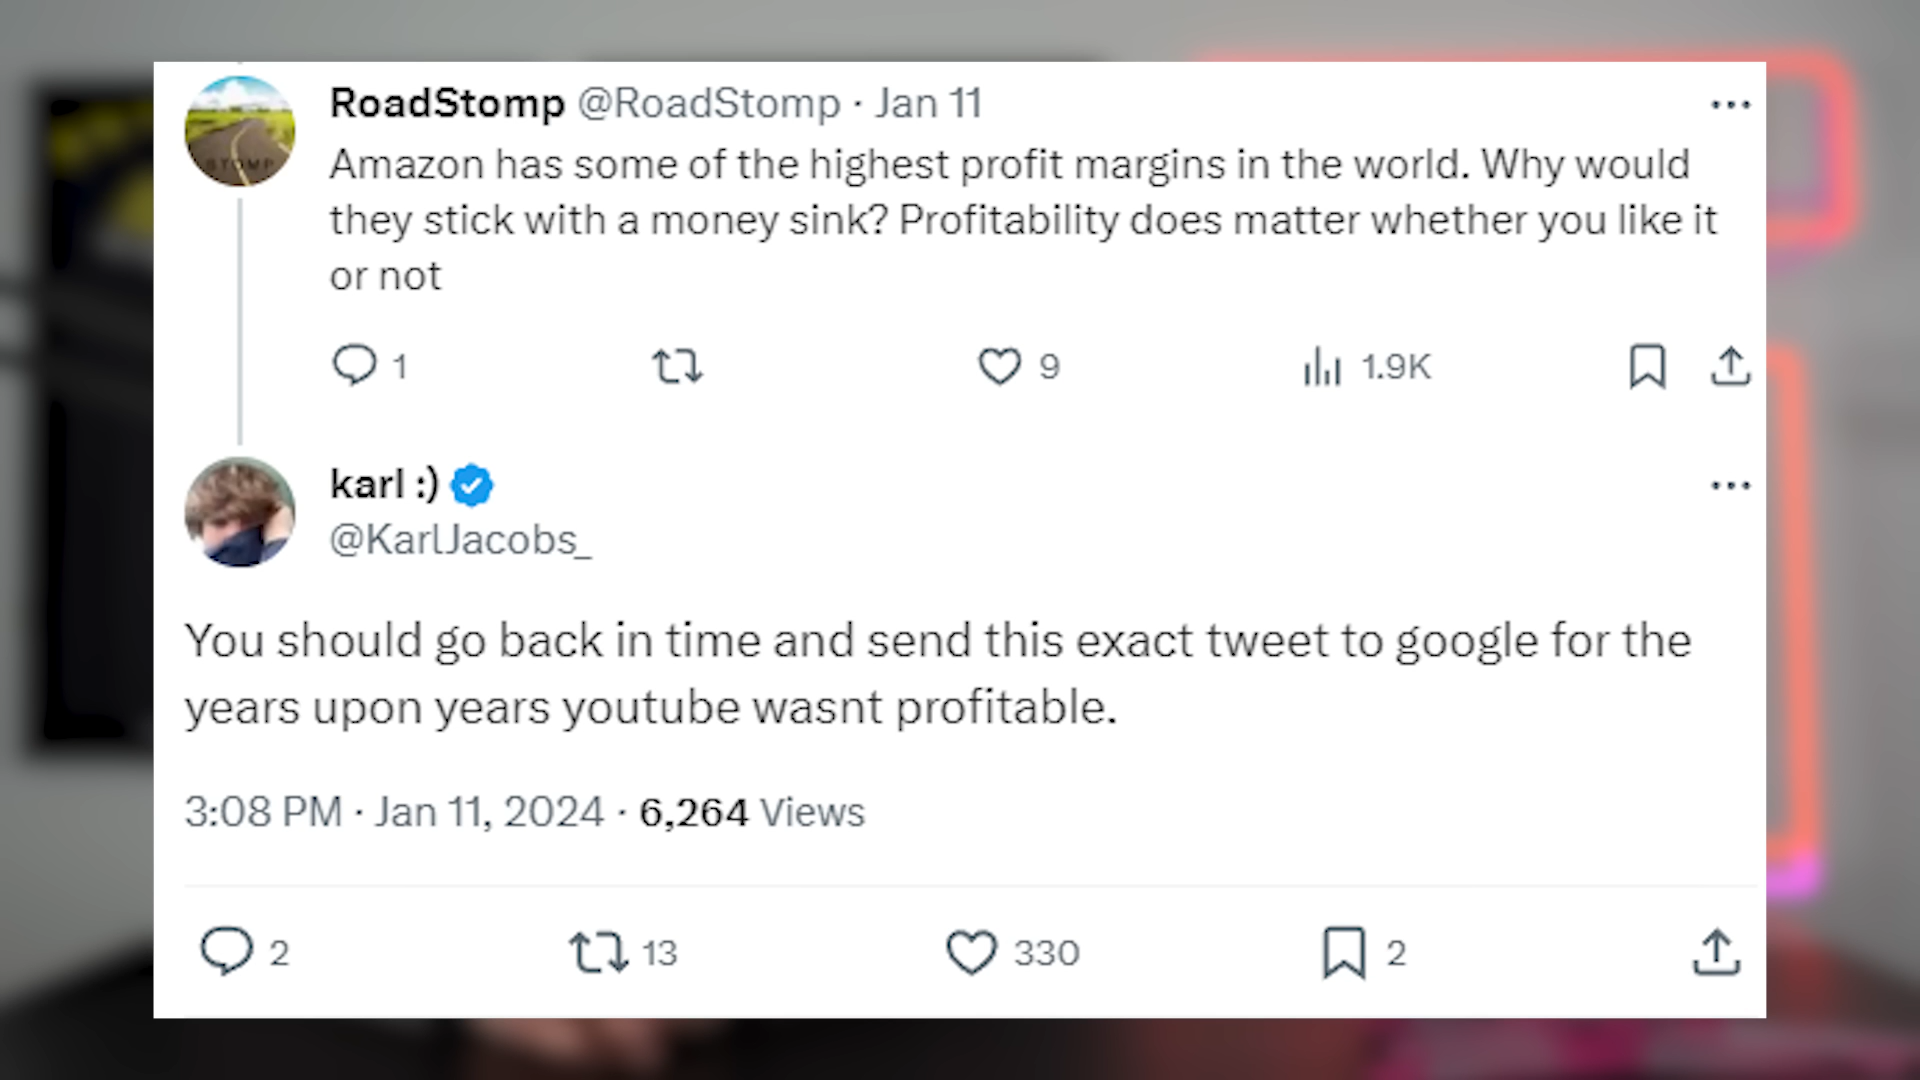 RoadStomp @RoadStomp · Jan 11
Amazon has some of the highest profit margins in the world. Why would
they stick with a money sink? Profitability does matter whether you like it
or not
1 9 1.9K
STOMP
karl :)
@KarlJacobs_
You should go back in time and send this exact tweet to google for the
years upon years youtube wasnt profitable.
3:08 PM · Jan 11, 2024 · 6,264 Views
2 13 330 2